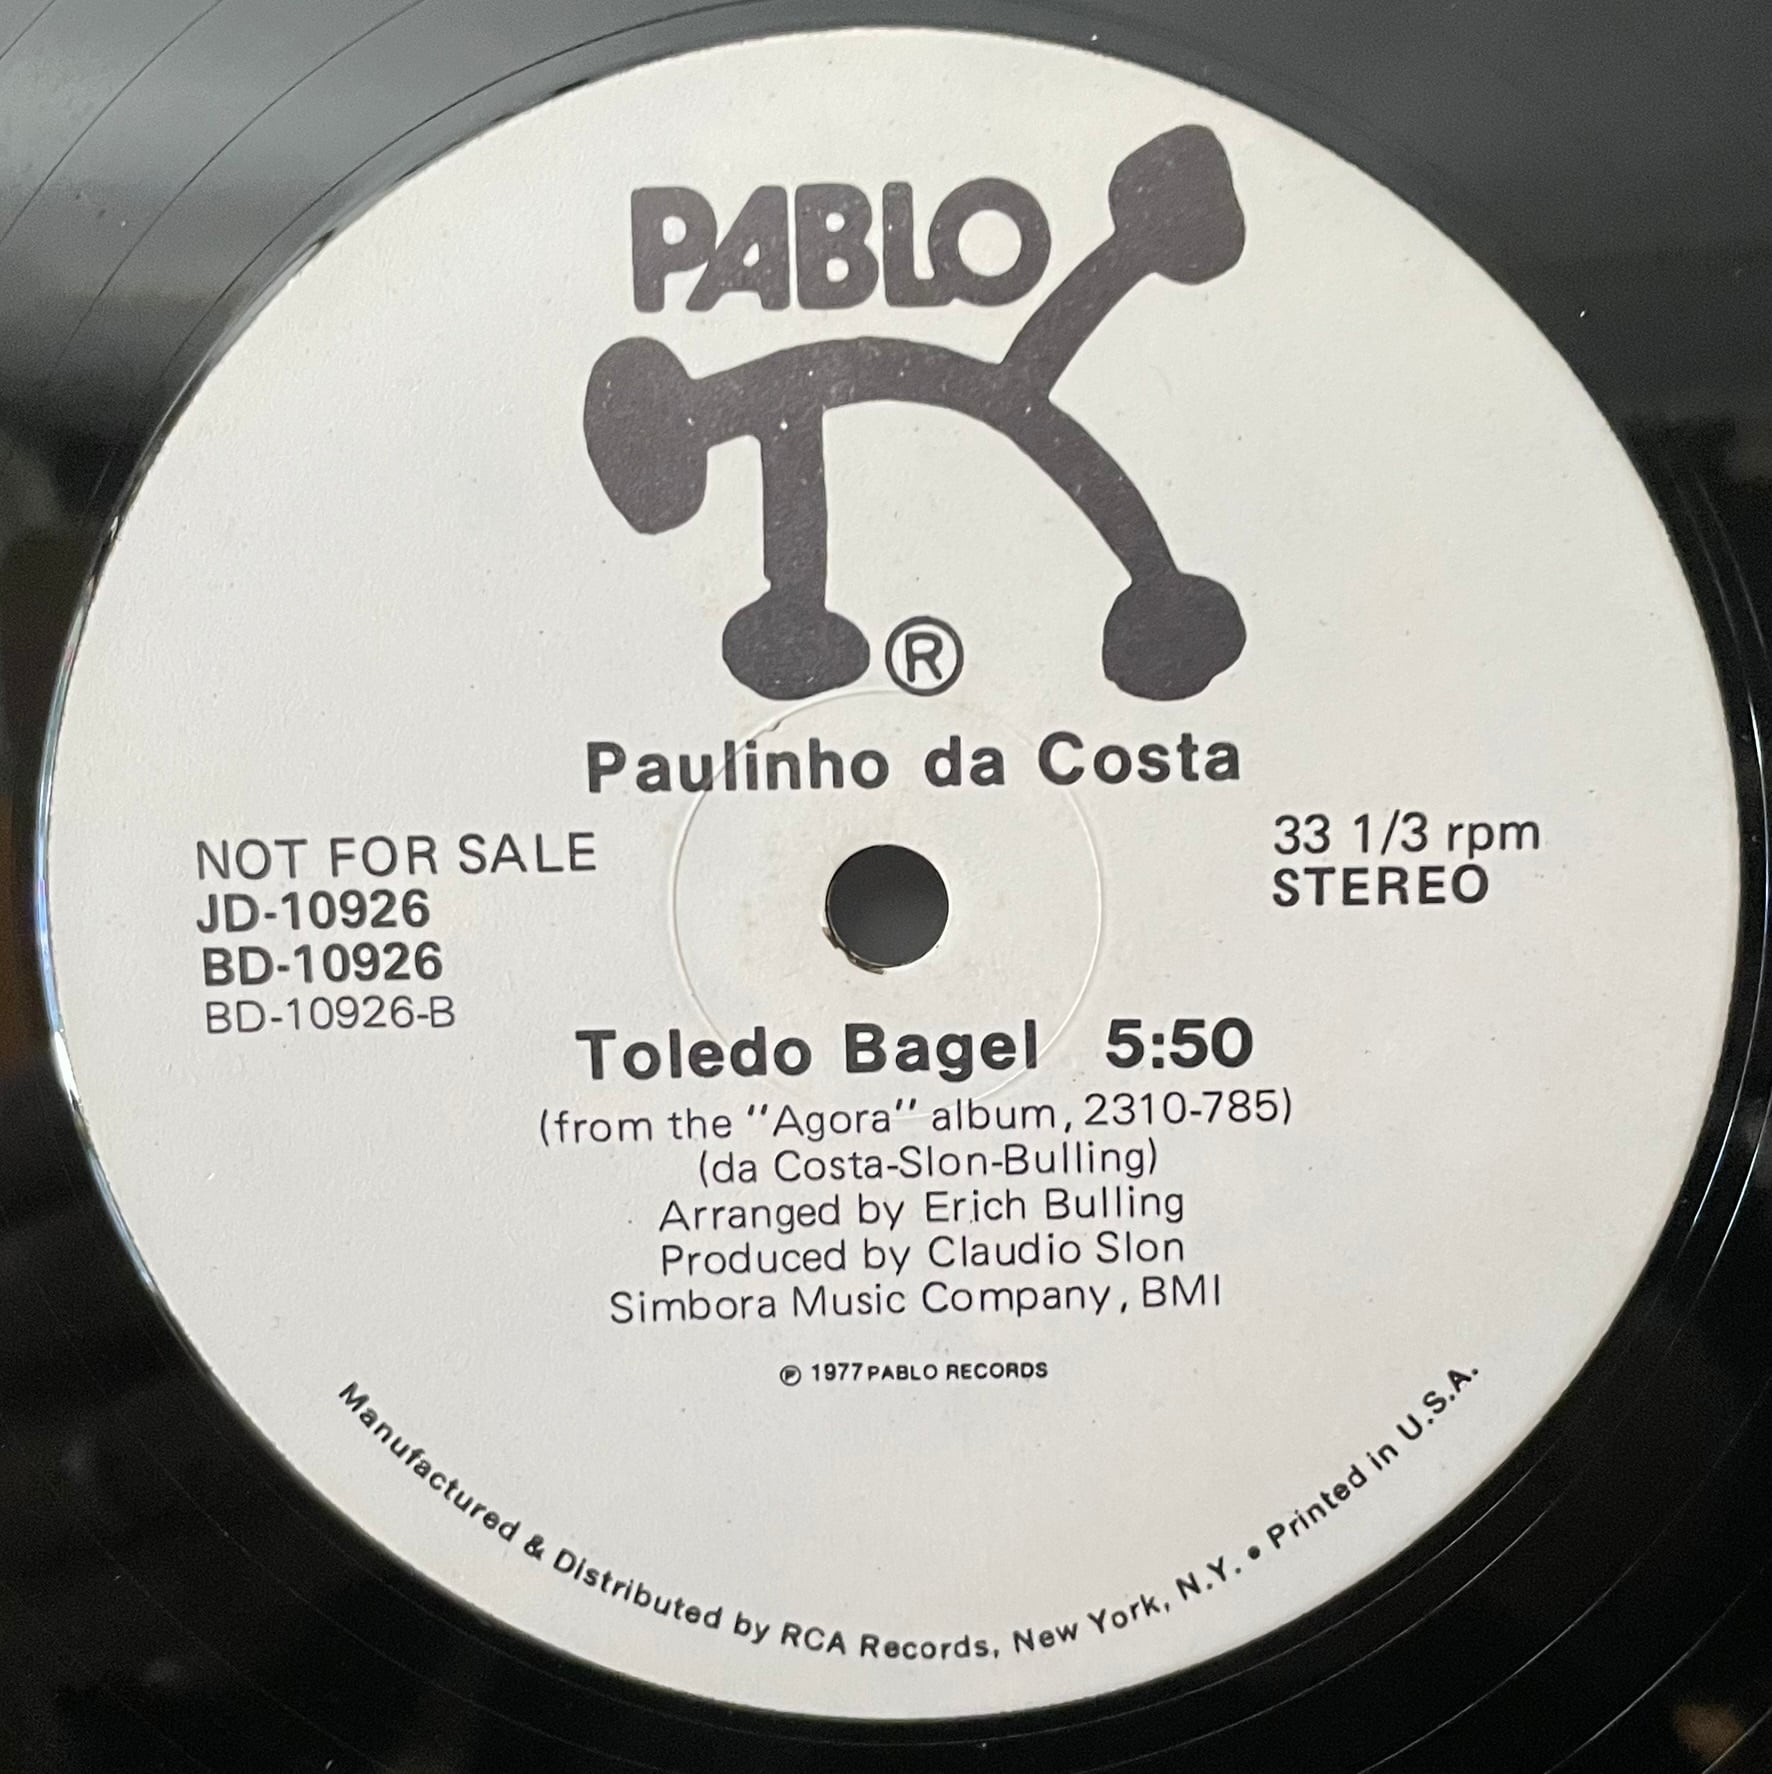 PABLO
®
Paulinho da Costa
NOT FOR SALE
JD-10926
BD-10926
BD-10926-B
33 1/3 rpm
STEREO
Toledo Bagel 5:50
(from the "Agora" album, 2310-785)
(da Costa-Slon-Bulling)
Arranged by Erich Bulling
Produced by Claudio Slon
Simbora Music Company, BMI
℗ 1977 PABLO RECORDS
Manufactured & Distributed by RCA Records, New York, N.Y. • Printed in U.S.A.